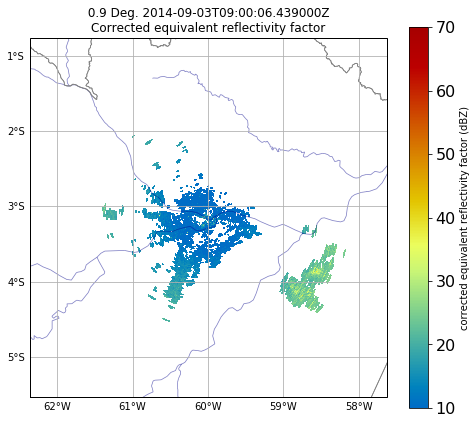 0.9 Deg. 2014-09-03T09:00:06.439000Z
Corrected equivalent reflectivity factor
1°S
2°S
3°S
4°S
5°S
62°W 61°W 60°W 59°W 58°W
70
60
50
40
30
20
10
corrected equivalent reflectivity factor (dBZ)